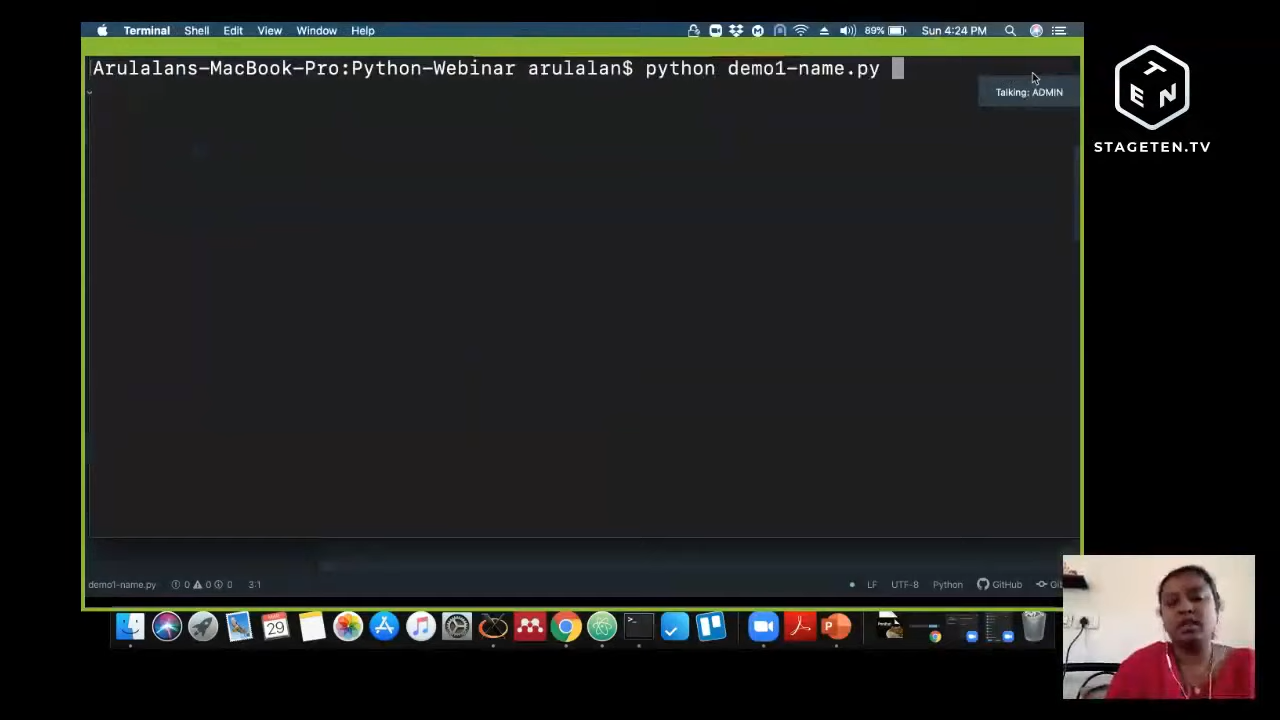 Terminal Shell Edit View Window Help 89% Sun 4:24 PM
Arulalans-MacBook-Pro:Python-Webinar arulalan$ python demo1-name.py
Talking: ADMIN
TEN
STAGETEN.TV
demo1-name.py 0 0 0 3:1 LF UTF-8 Python GitHub
29